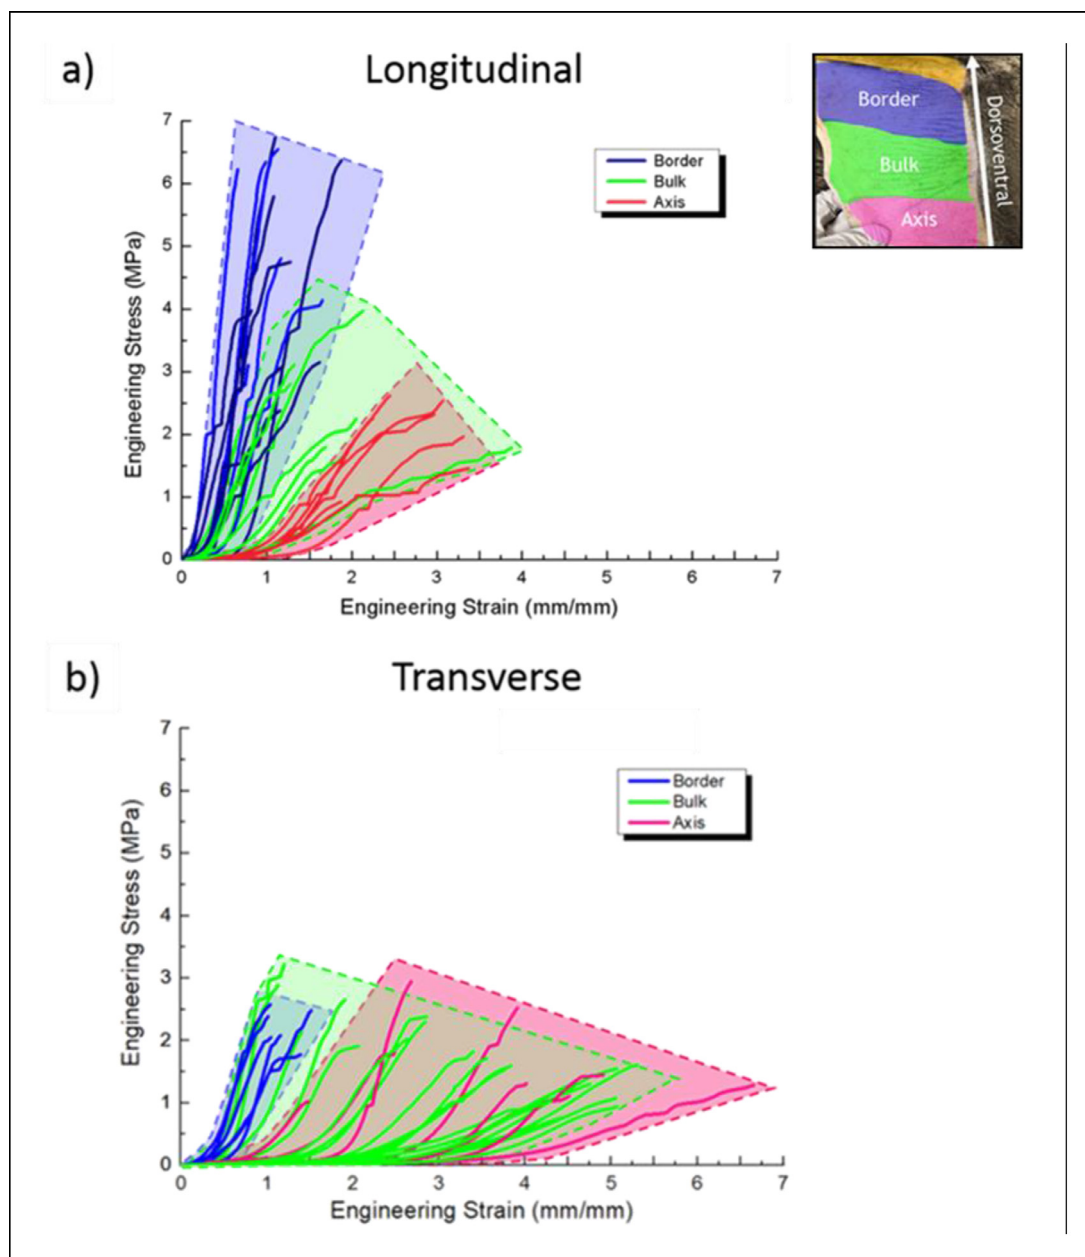 a)
Longitudinal
7
6
5
4
3
2
1
0
Engineering Stress (MPa)
Border
Bulk
Axis
0 1 2 3 4 5 6 7
Engineering Strain (mm/mm)
Border
Bulk
Axis
Dorsoventral
b)
Transverse
7
6
5
4
3
2
1
0
Engineering Stress (MPa)
Border
Bulk
Axis
0 1 2 3 4 5 6 7
Engineering Strain (mm/mm)